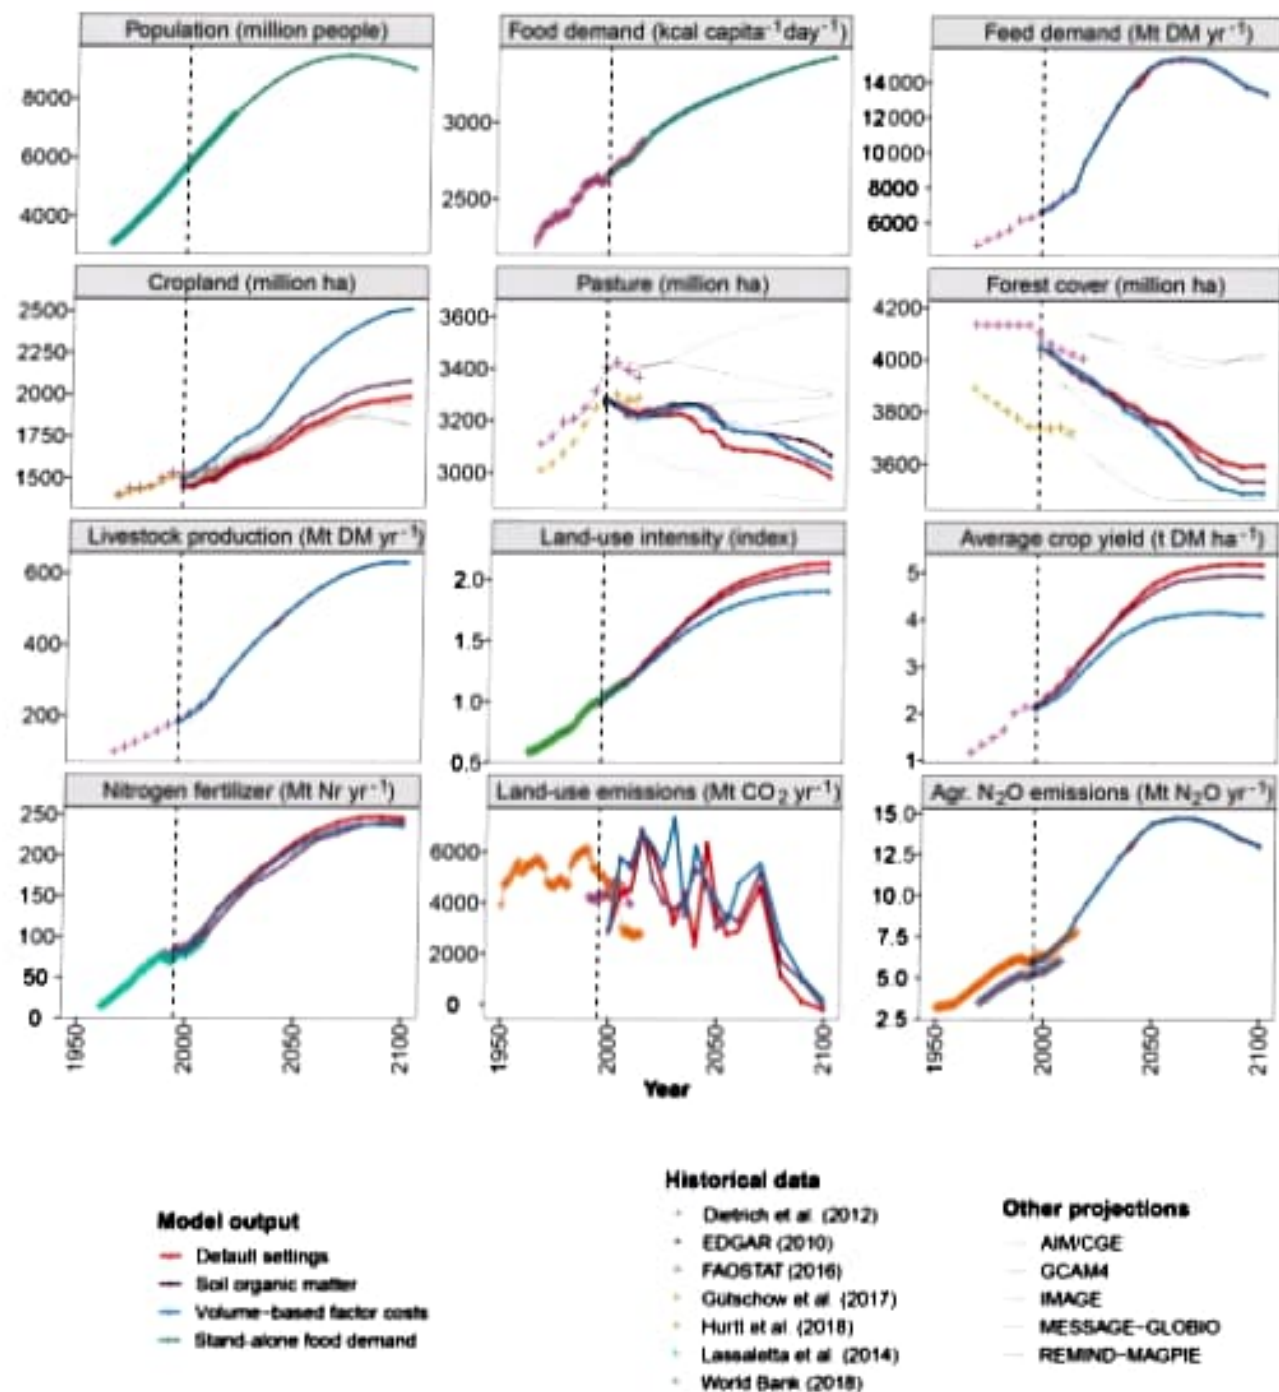 Population (million people)
Food demand (kcal capita⁻¹day⁻¹)
Feed demand (Mt DM yr⁻¹)
8000
6000
4000
3000
2500
14000
12000
10000
8000
6000
Cropland (million ha)
Pasture (million ha)
Forest cover (million ha)
2500
2250
2000
1750
1500
3600
3400
3200
3000
4200
4000
3800
3600
Livestock production (Mt DM yr⁻¹)
Land-use intensity (index)
Average crop yield (t DM ha⁻¹)
600
400
200
2.0
1.5
1.0
0.5
5
4
3
2
1
Nitrogen fertilizer (Mt Nr yr⁻¹)
Land-use emissions (Mt CO₂ yr⁻¹)
Agr. N₂O emissions (Mt N₂O yr⁻¹)
250
200
150
100
50
0
6000
4000
2000
0
15.0
12.5
10.0
7.5
5.0
2.5
1950
2000
2050
2100
1950
2000
2050
2100
1950
2000
2050
2100
Year
Model output
Default settings
Soil organic matter
Volume-based factor costs
Stand-alone food demand
Historical data
Dietrich et al. (2012)
EDGAR (2010)
FAOSTAT (2016)
Gütschow et al. (2017)
Hurtt et al. (2018)
Lassaletta et al. (2014)
World Bank (2018)
Other projections
AIM/CGE
GCAM4
IMAGE
MESSAGE-GLOBIO
REMIND-MAGPIE